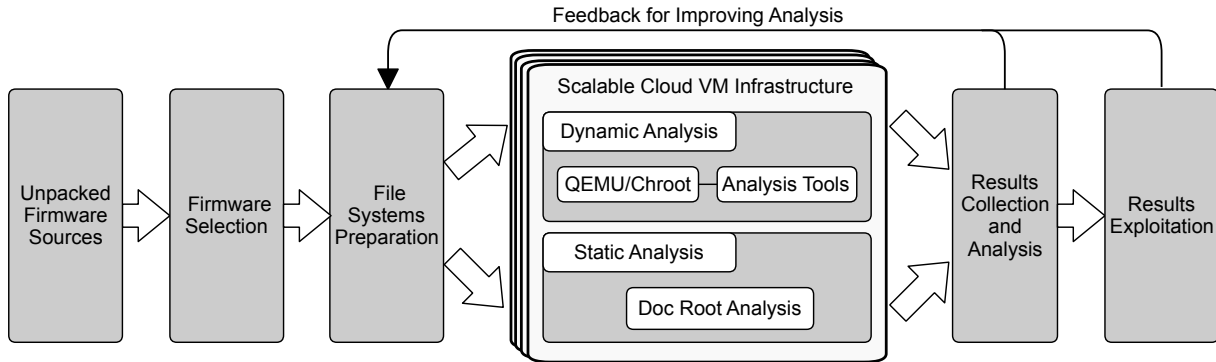 Feedback for Improving Analysis
Unpacked
Firmware
Sources
Firmware
Selection
File
Systems
Preparation
Scalable Cloud VM Infrastructure
Dynamic Analysis
QEMU/Chroot
Analysis Tools
Static Analysis
Doc Root Analysis
Results
Collection
and
Analysis
Results
Exploitation